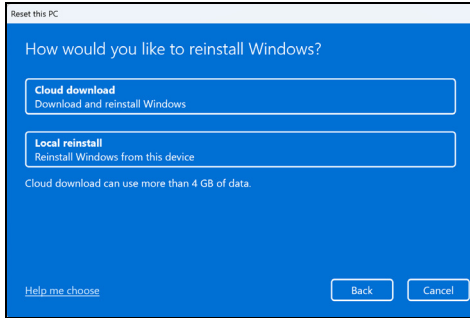 Reset this PC
How would you like to reinstall Windows?
Cloud download
Download and reinstall Windows
Local reinstall
Reinstall Windows from this device
Cloud download can use more than 4 GB of data.
Help me choose
Back
Cancel